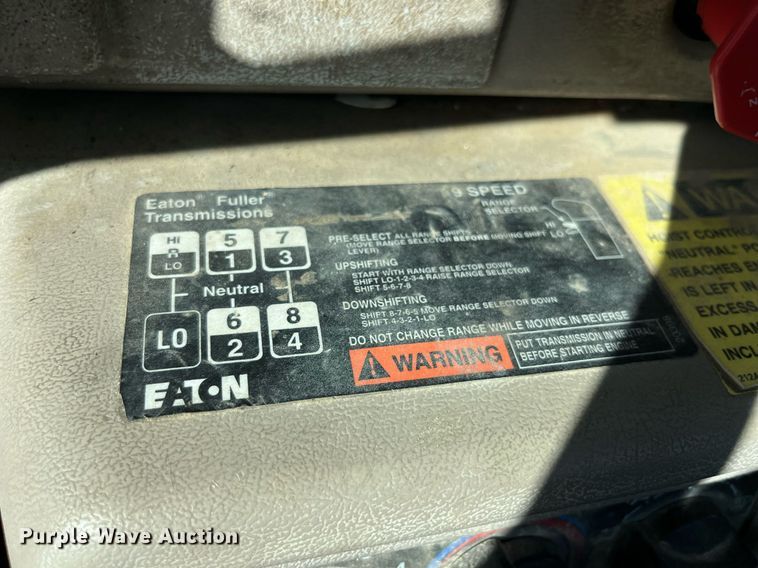 Eaton® Fuller®
Transmissions
9 SPEED
RANGE
SELECTOR
HI
LO
HI
R
LO
5
1
7
3
Neutral
LO
6
2
8
4
EATON
PRE-SELECT ALL RANGE SHIFTS
(MOVE RANGE SELECTOR BEFORE MOVING SHIFT
LEVER)
UPSHIFTING
START WITH RANGE SELECTOR DOWN
SHIFT LO-1-2-3-4 RAISE RANGE SELECTOR
SHIFT 5-6-7-8
DOWNSHIFTING
SHIFT 8-7-6-5 MOVE RANGE SELECTOR DOWN
SHIFT 4-3-2-1-LO
DO NOT CHANGE RANGE WHILE MOVING IN REVERSE
WARNING
PUT TRANSMISSION IN NEUTRAL
BEFORE STARTING ENGINE
WA
HOIST CONTRO
NEUTRAL" PO
REACHES EX
IS LEFT IN
EXCESS
IN DAM
INCL
212A
Purple Wave Auction